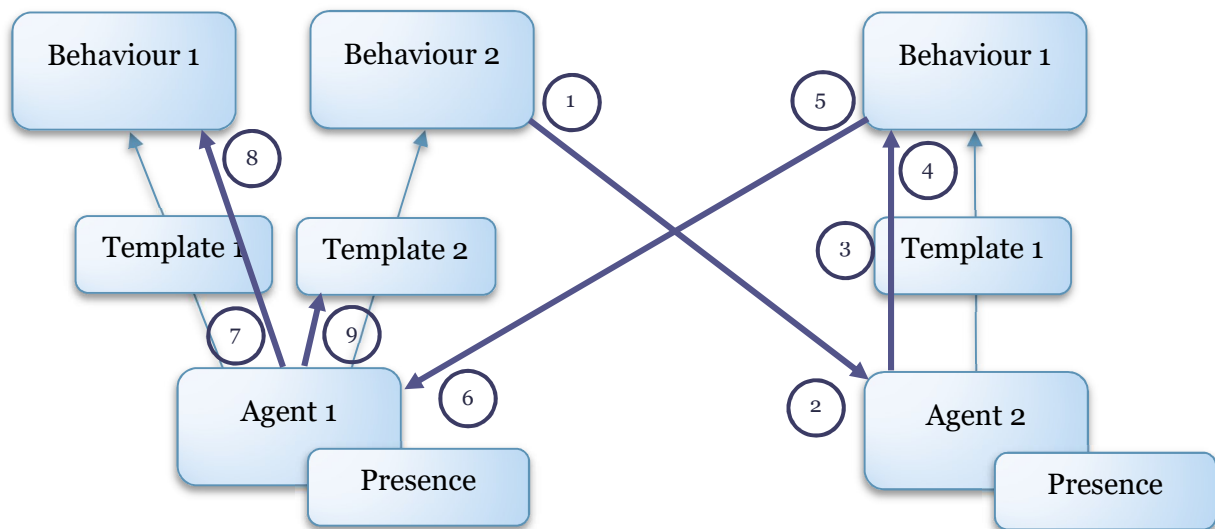 Behaviour 1
Behaviour 2
Behaviour 1
1
5
8
4
Template 1
Template 2
3
Template 1
7
9
6
2
Agent 1
Agent 2
Presence
Presence